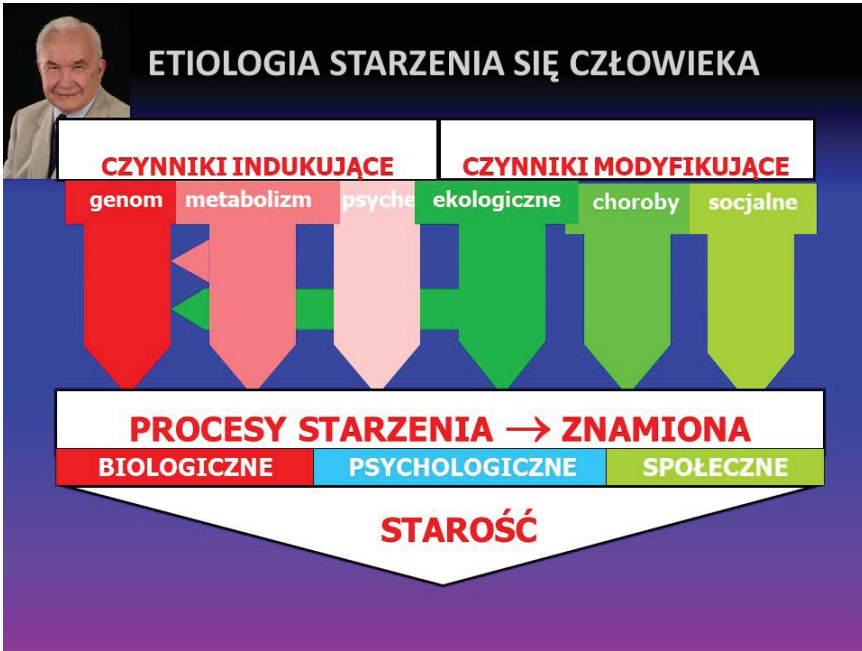 ETIOLOGIA STARZENIA SIĘ CZŁOWIEKA
CZYNNIKI INDUKUJĄCE CZYNNIKI MODYFIKUJĄCE
genom metabolizm psyche ekologiczne choroby socjalne
PROCESY STARZENIA → ZNAMIONA
BIOLOGICZNE PSYCHOLOGICZNE SPOŁECZNE
STAROŚĆ